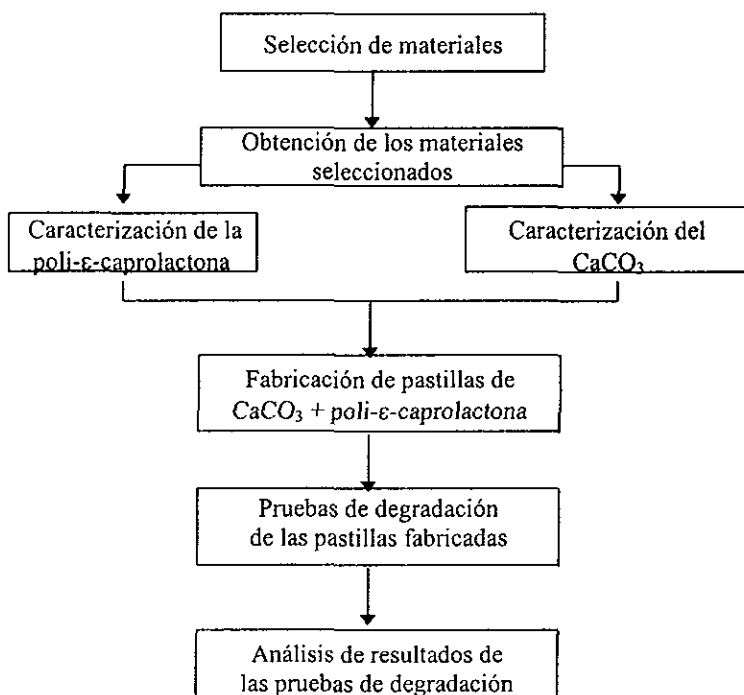 Selección de materiales
Obtención de los materiales
seleccionados
Caracterización de la
poli-ε-caprolactona
Caracterización del
CaCO₃
Fabricación de pastillas de
CaCO₃ + poli-ε-caprolactona
Pruebas de degradación
de las pastillas fabricadas
Análisis de resultados de
las pruebas de degradación